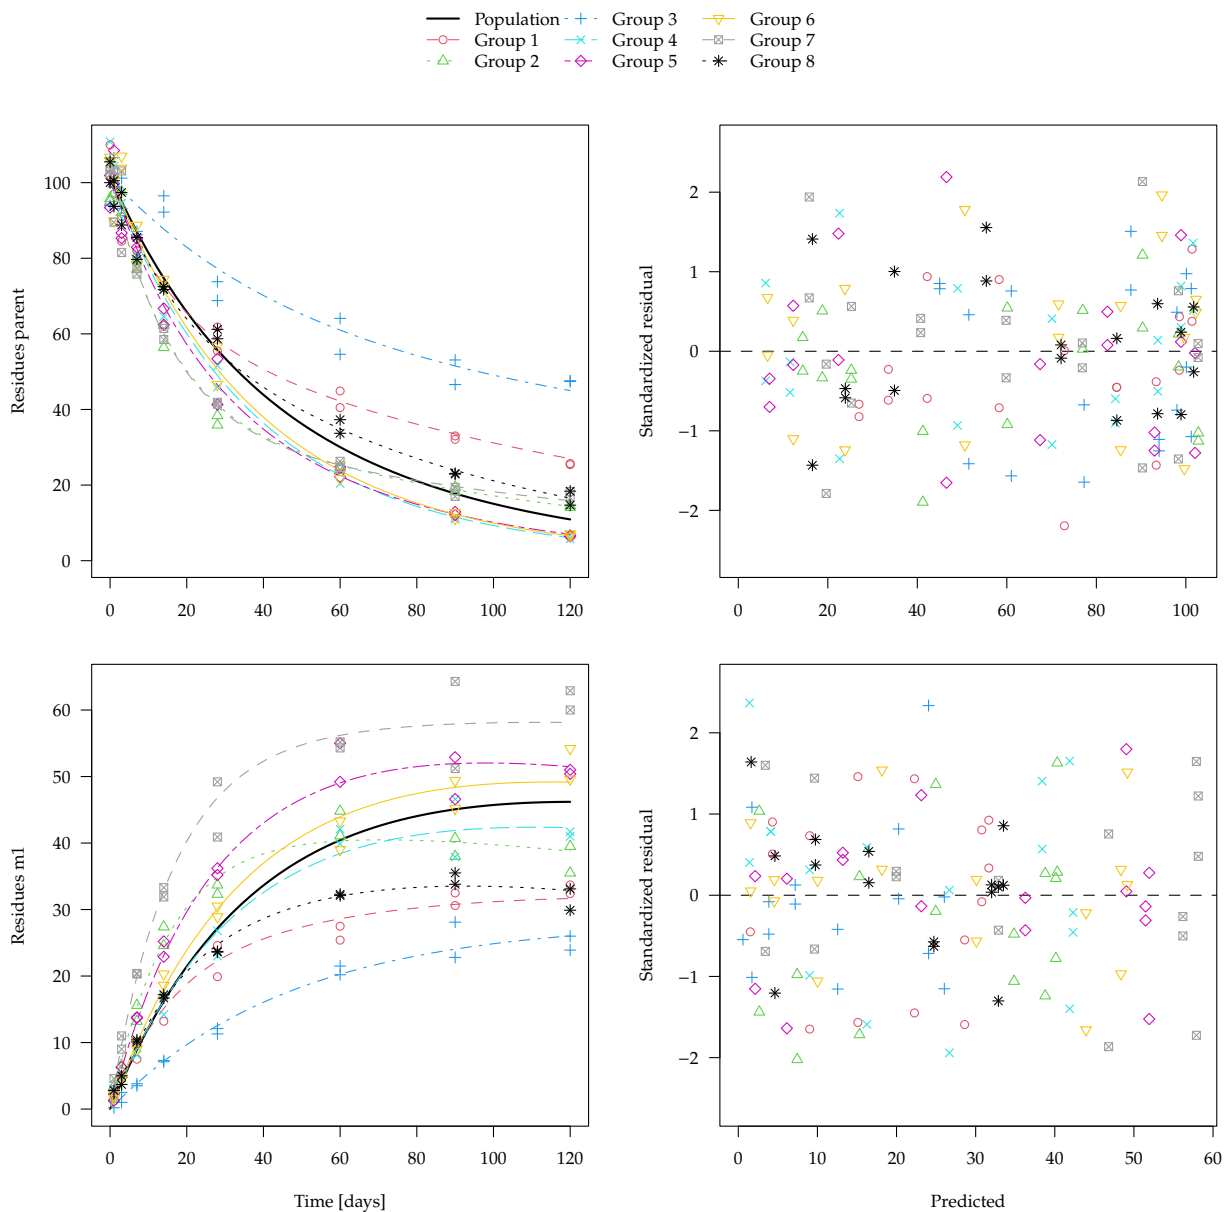 Population Group 3 Group 6
Group 1 Group 4 Group 7
Group 2 Group 5 Group 8
Residues parent
0 20 40 60 80 100
0 20 40 60 80 100 120
Standardized residual
−2 −1 0 1 2
0 20 40 60 80 100
Residues m1
0 10 20 30 40 50 60
0 20 40 60 80 100 120
Time [days]
Standardized residual
−2 −1 0 1 2
0 10 20 30 40 50 60
Predicted